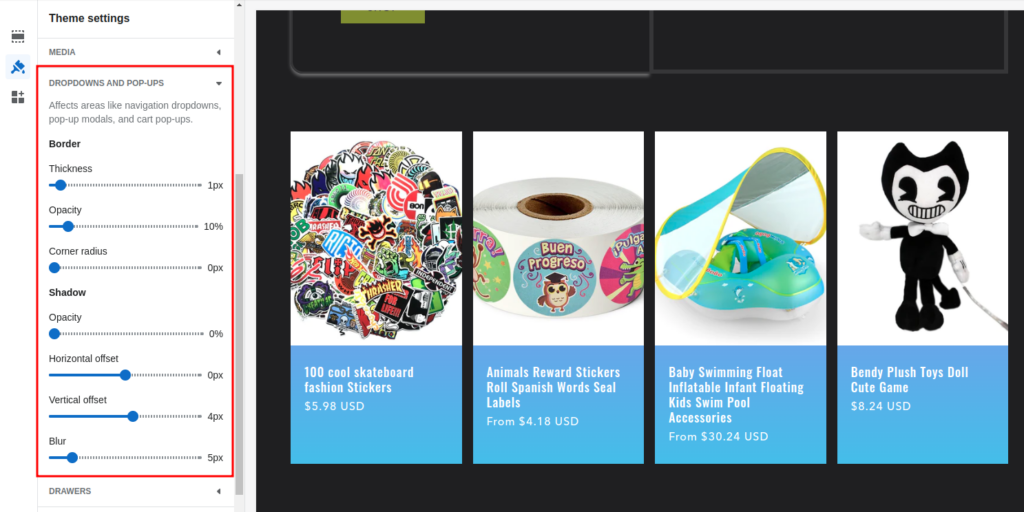 Theme settings
MEDIA
DROPDOWNS AND POP-UPS
Affects areas like navigation dropdowns,
pop-up modals, and cart pop-ups.
Border
Thickness
1px
Opacity
10%
Corner radius
0px
Shadow
Opacity
0%
Horizontal offset
0px
Vertical offset
4px
Blur
5px
DRAWERS
THRASHER
Buen
Progreso
100 cool skateboard
fashion Stickers
$5.98 USD
Animals Reward Stickers
Roll Spanish Words Seal
Labels
From $4.18 USD
Baby Swimming Float
Inflatable Infant Floating
Kids Swim Pool
Accessories
From $30.24 USD
Bendy Plush Toys Doll
Cute Game
$8.24 USD